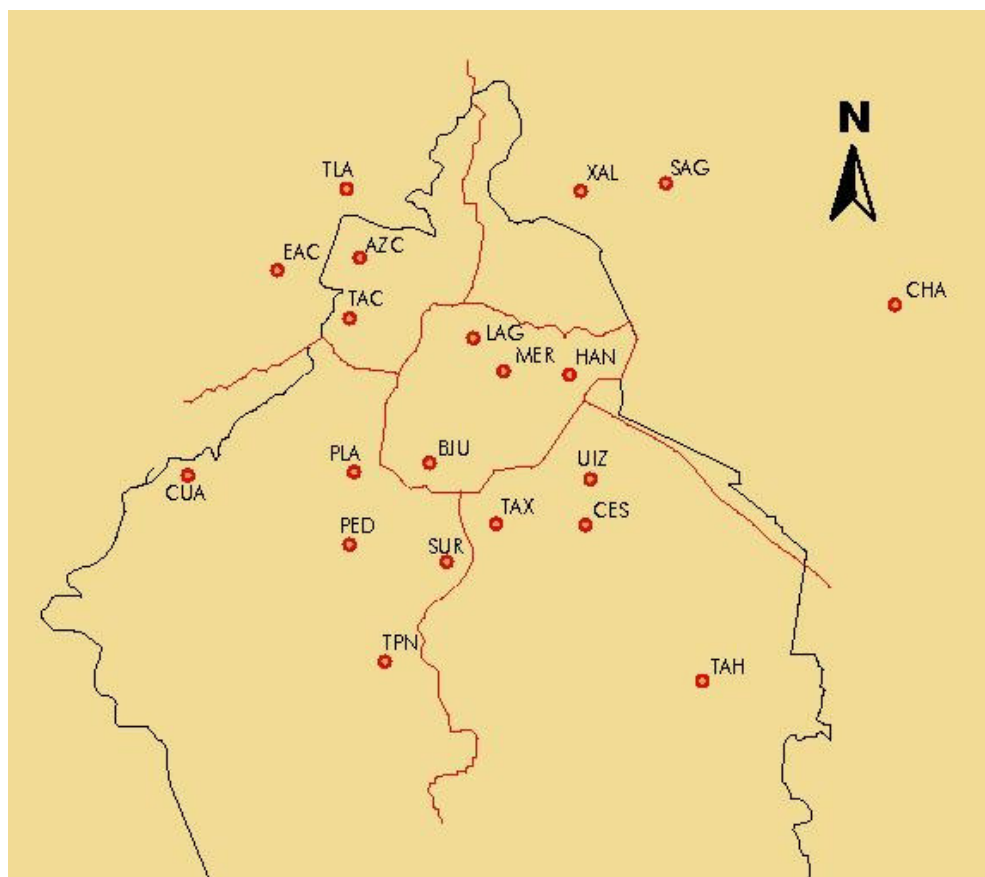 N
TLA
XAL
SAG
EAC
AZC
CHA
TAC
LAG
MER
HAN
PLA
BJU
UIZ
CUA
TAX
CES
PED
SUR
TPN
TAH